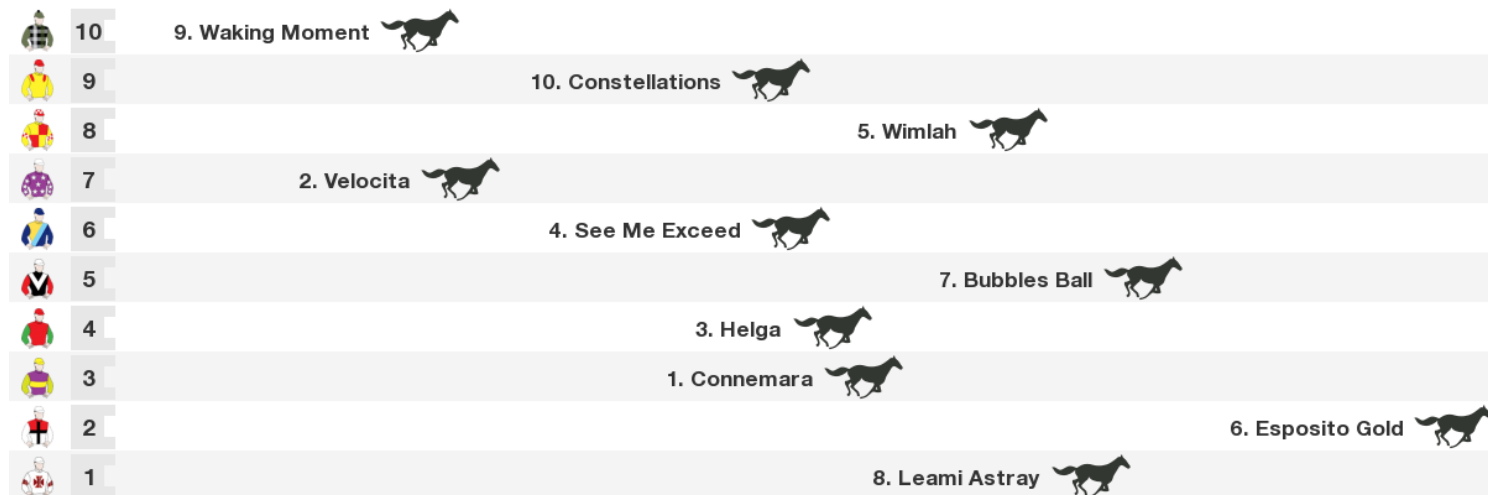 10 9. Waking Moment
9 10. Constellations
8 5. Wimlah
7 2. Velocita
6 4. See Me Exceed
5 7. Bubbles Ball
4 3. Helga
3 1. Connemara
2 6. Esposito Gold
1 8. Leami Astray